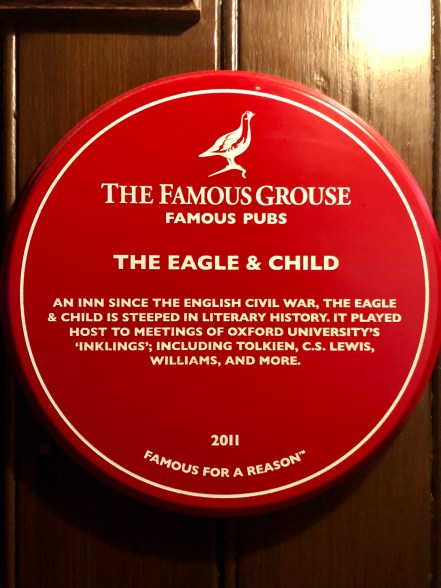 THE FAMOUS GROUSE
FAMOUS PUBS
THE EAGLE & CHILD
AN INN SINCE THE ENGLISH CIVIL WAR, THE EAGLE
& CHILD IS STEEPED IN LITERARY HISTORY. IT PLAYED
HOST TO MEETINGS OF OXFORD UNIVERSITY'S
'INKLINGS'; INCLUDING TOLKIEN, C.S. LEWIS,
WILLIAMS, AND MORE.
2011
FAMOUS FOR A REASON™